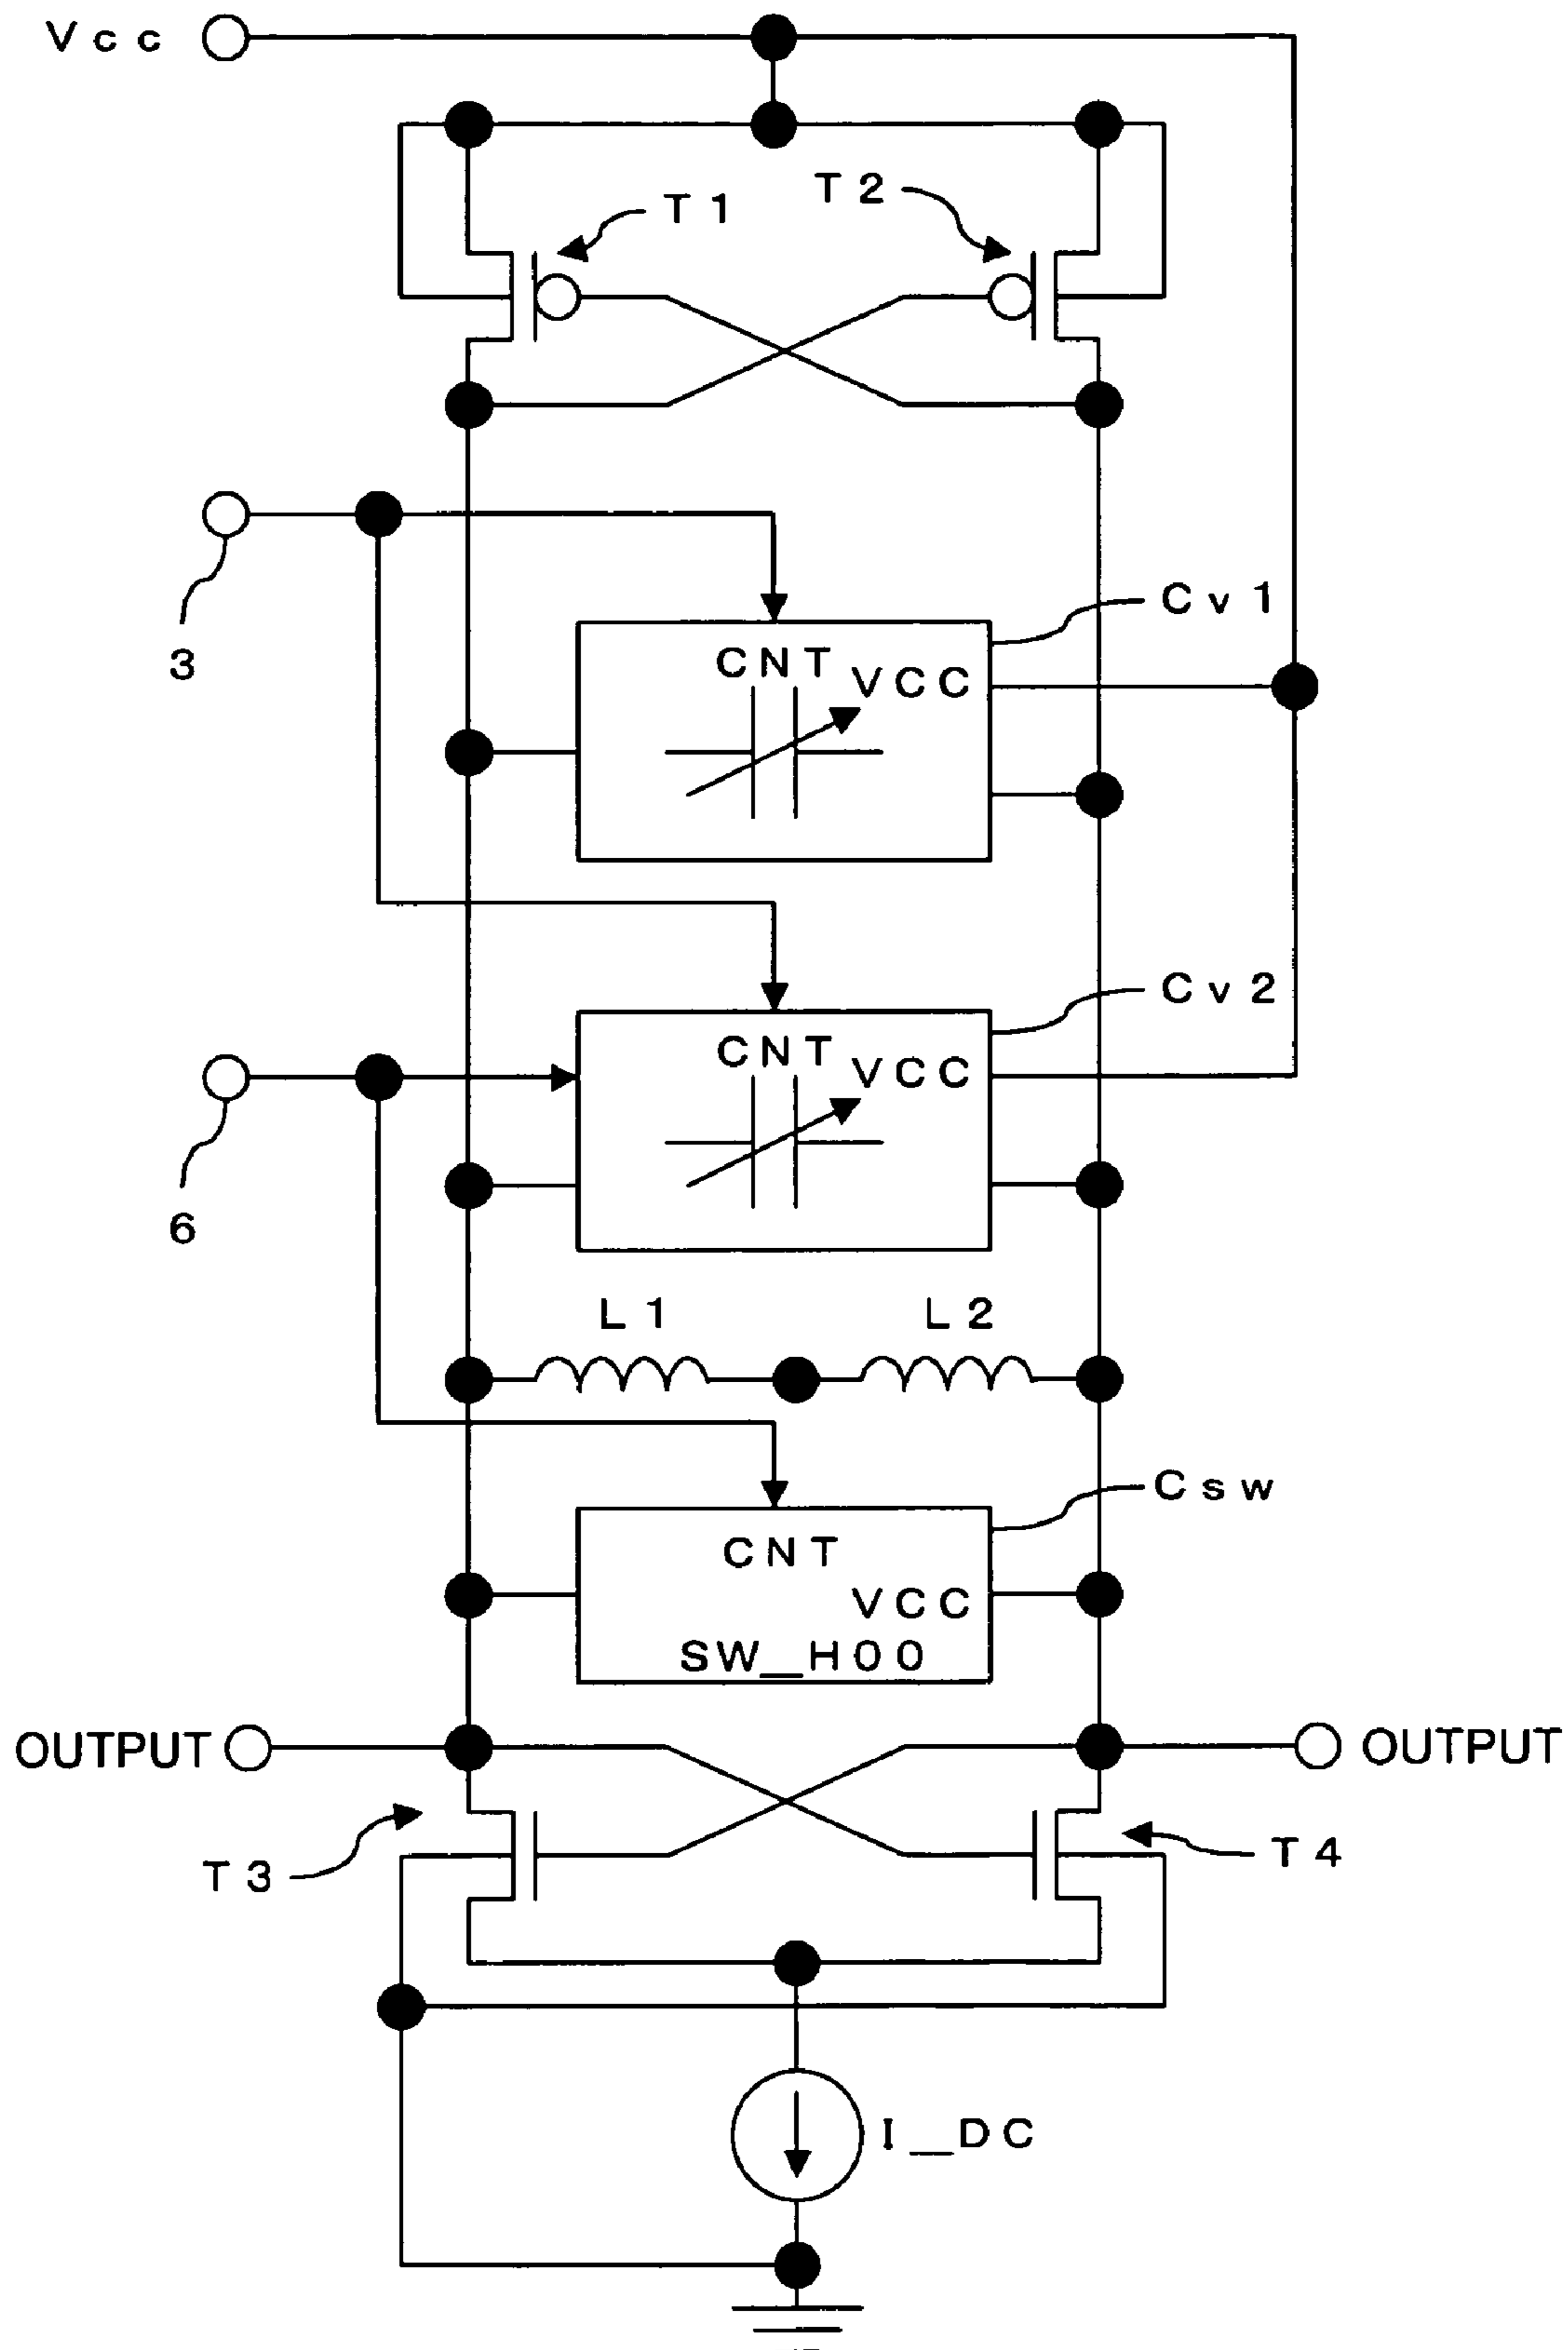 Vcc
T1
T2
3
Cv1
CNT
VCC
Cv2
CNT
VCC
6
L1
L2
Csw
CNT
VCC
SW_H00
OUTPUT
OUTPUT
T3
T4
I_DC